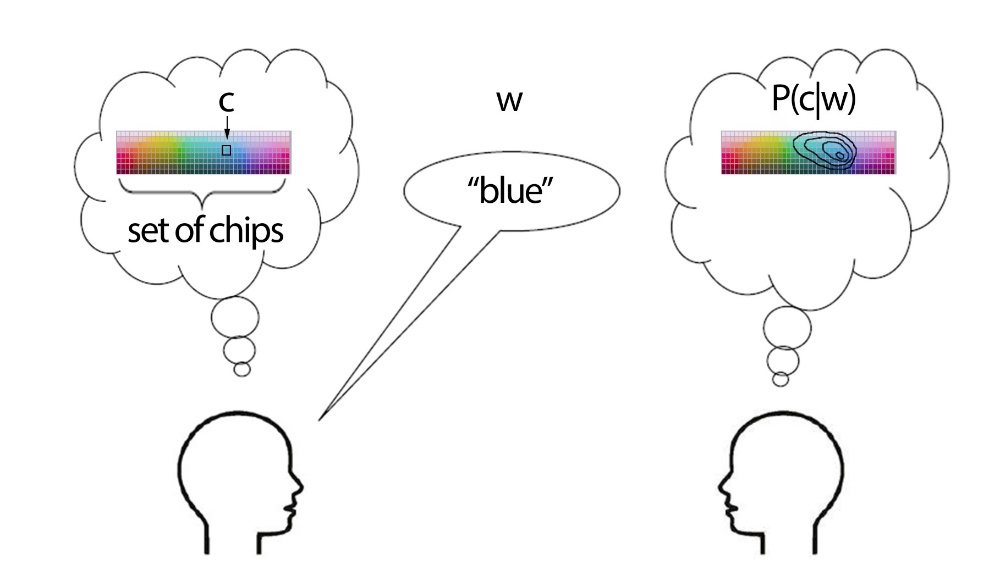 c
set of chips
w
“blue”
P(c|w)